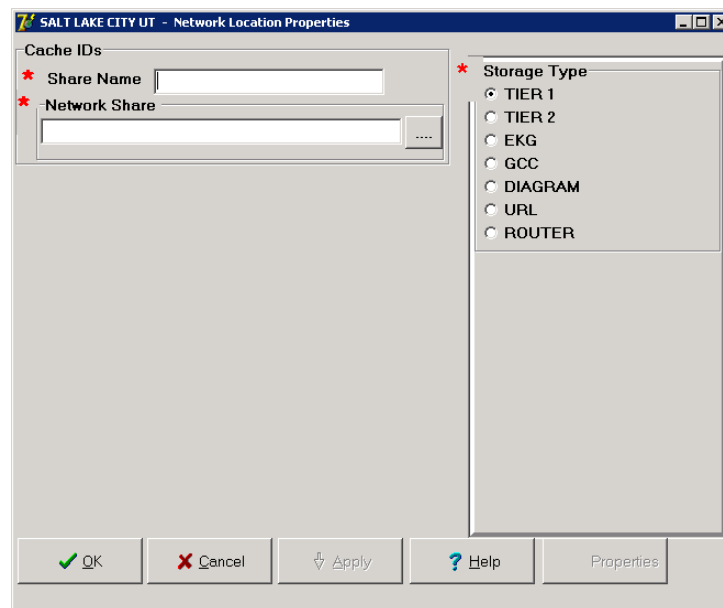 SALT LAKE CITY UT - Network Location Properties
Cache IDs
* Share Name
* Network Share
....
* Storage Type
TIER 1
TIER 2
EKG
GCC
DIAGRAM
URL
ROUTER
OK
Cancel
Apply
? Help
Properties